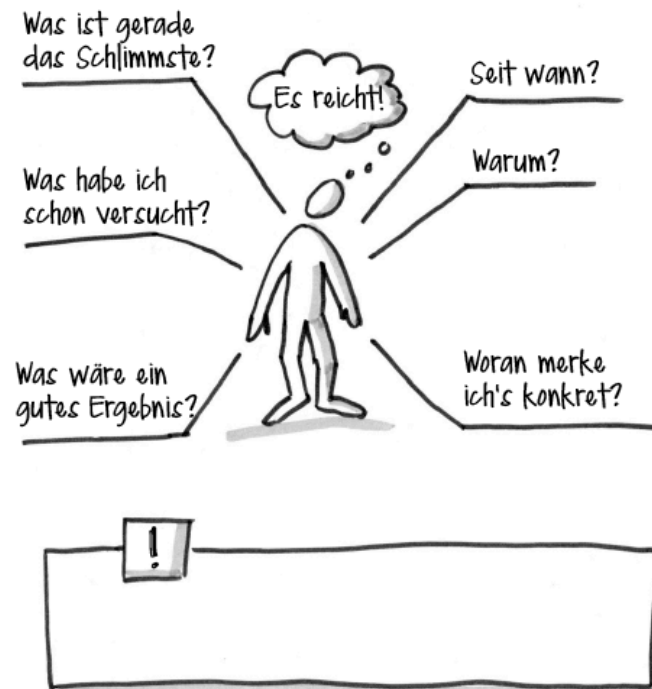 Was ist gerade
das Schlimmste?
Es reicht!
Seit wann?
Was habe ich
schon versucht?
Warum?
Was wäre ein
gutes Ergebnis?
Woran merke
ich's konkret?
!